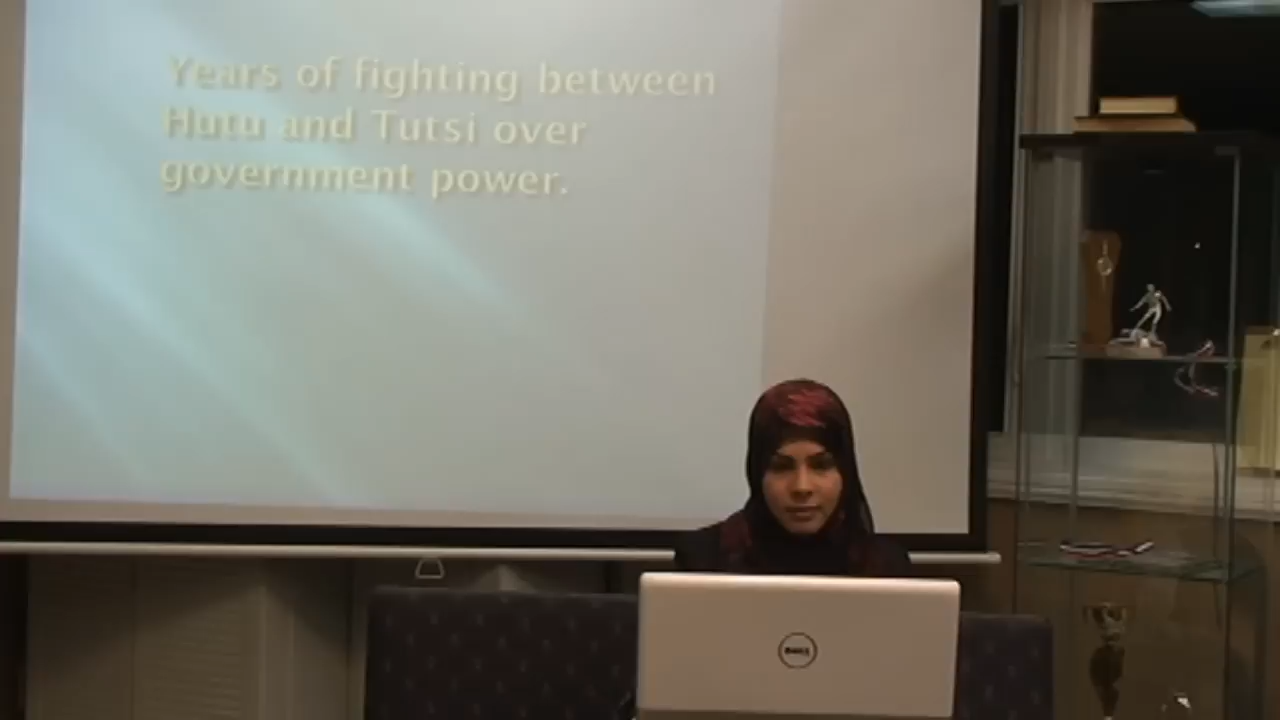 Years of fighting between
Hutu and Tutsi over
government power.
DELL